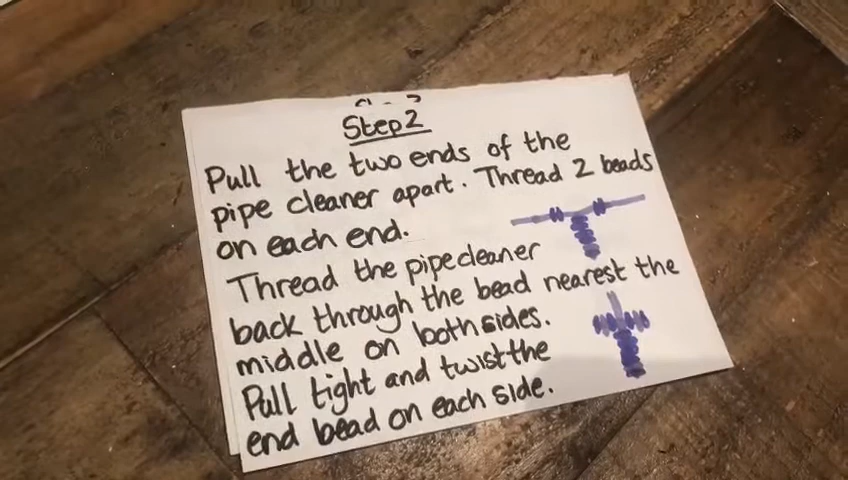 Step 2
Pull the two ends of the
pipe cleaner apart. Thread 2 beads
on each end.
Thread the pipecleaner
back through the bead nearest the
middle on both sides.
Pull tight and twist the
end bead on each side.